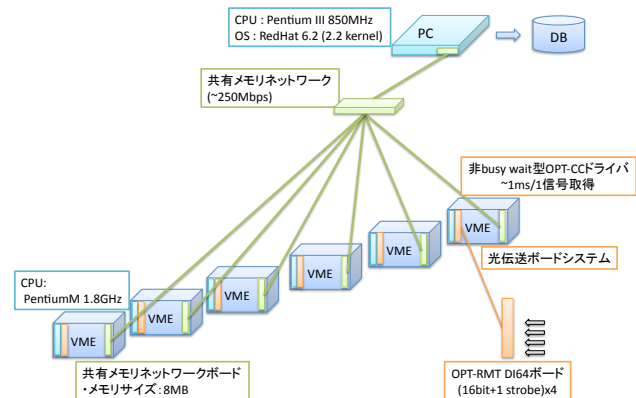 CPU : Pentium III 850MHz
OS : RedHat 6.2 (2.2 kernel)
PC
DB
共有メモリネットワーク
(~250Mbps)
非busy wait型OPT-CCドライバ
~1ms/1信号取得
VME
光伝送ボードシステム
VME
VME
VME
CPU:
PentiumM 1.8GHz
VME
VME
共有メモリネットワークボード
・メモリサイズ：8MB
OPT-RMT DI64ボード
(16bit+1 strobe)x4